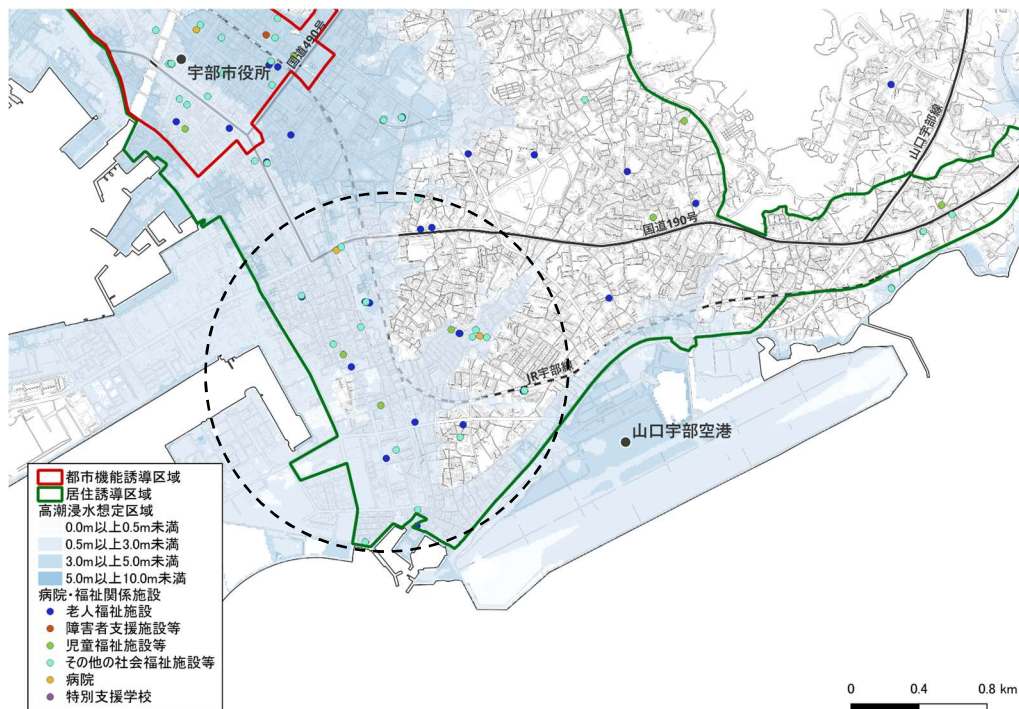 宇部市役所
国道490号
山口宇部線
国道190号
JR宇部線
山口宇部空港
都市機能誘導区域
居住誘導区域
高潮浸水想定区域
0.0m以上0.5m未満
0.5m以上3.0m未満
3.0m以上5.0m未満
5.0m以上10.0m未満
病院・福祉関係施設
老人福祉施設
障害者支援施設等
児童福祉施設等
その他の社会福祉施設等
病院
特別支援学校
0 0.4 0.8 km